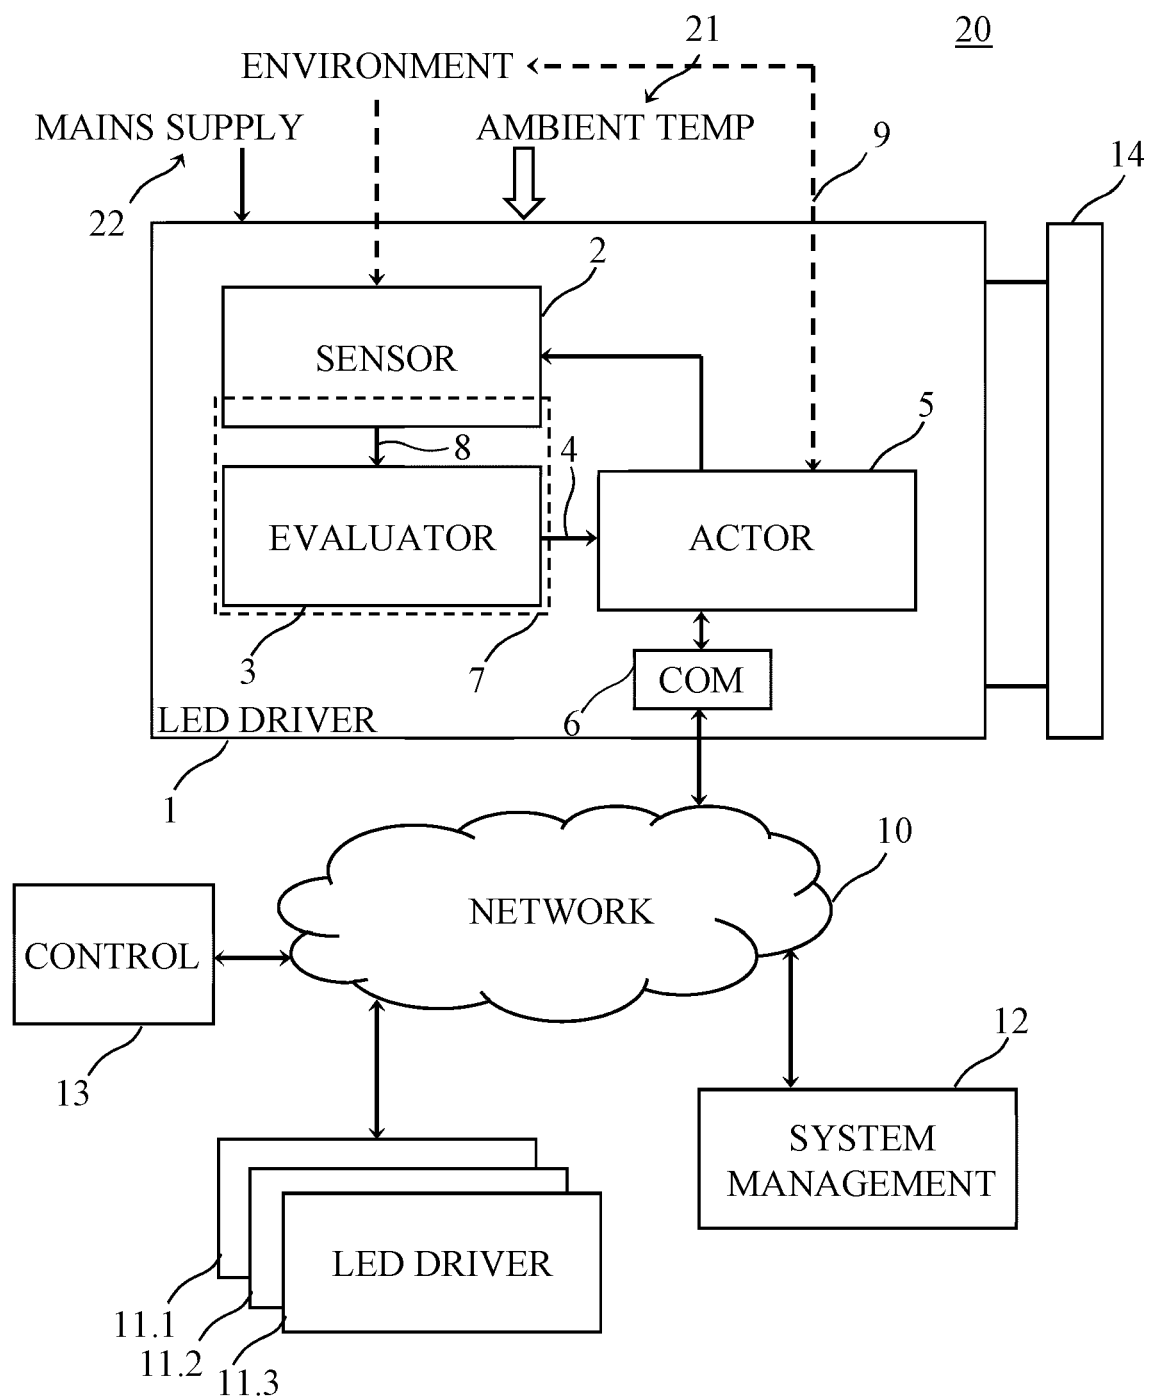 20
21
ENVIRONMENT
MAINS SUPPLY
AMBIENT TEMP
9
14
22
2
SENSOR
5
8
4
EVALUATOR
ACTOR
3
7
COM
6
LED DRIVER
1
10
NETWORK
CONTROL
13
12
SYSTEM
MANAGEMENT
LED DRIVER
11.1
11.2
11.3